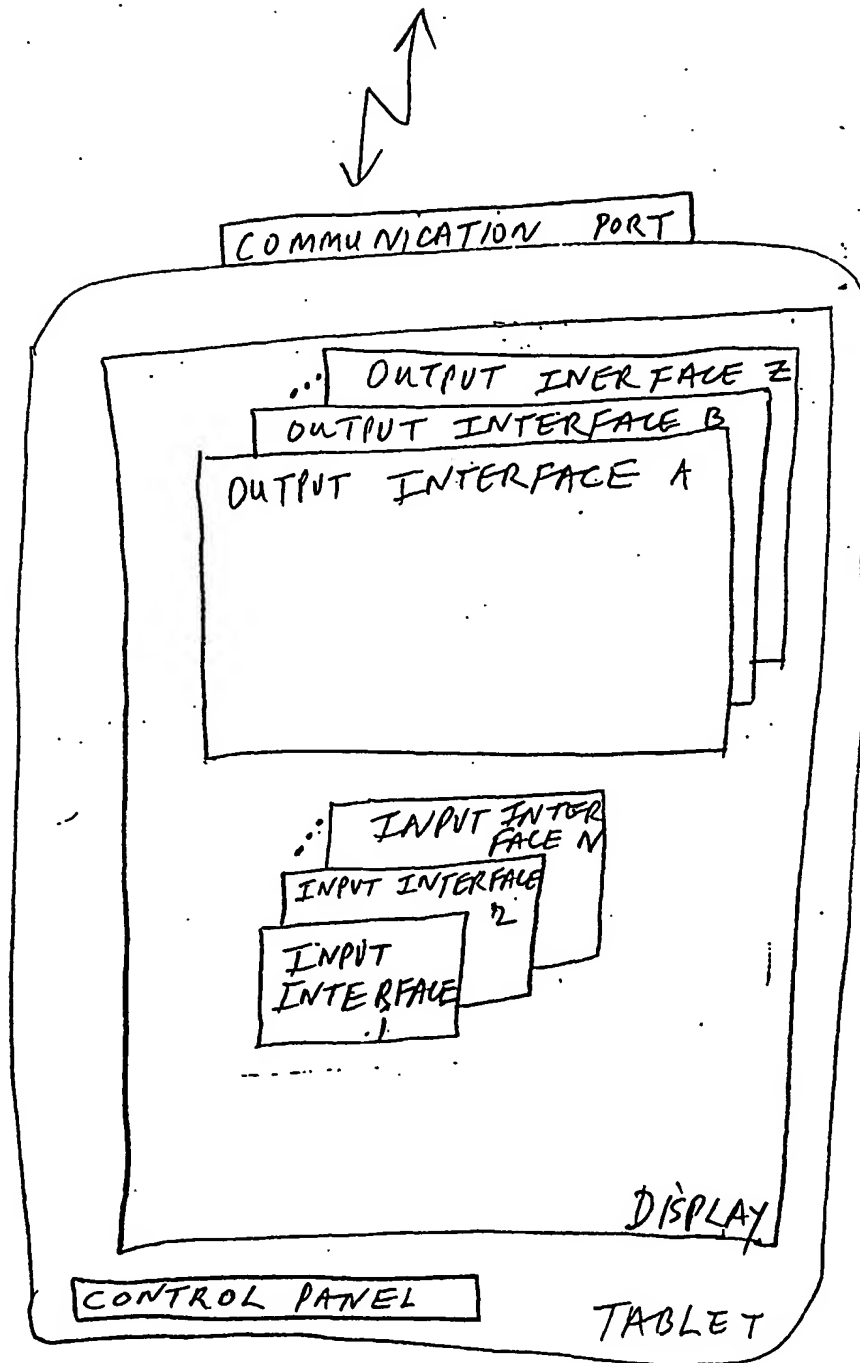 COMMUNICATION PORT
OUTPUT INERFACE Z
OUTPUT INTERFACE B
OUTPUT INTERFACE A
INPUT INTER
FACE N
INPUT INTERFACE
2
INPUT
INTERFACE
1
DISPLAY
CONTROL PANEL
TABLET